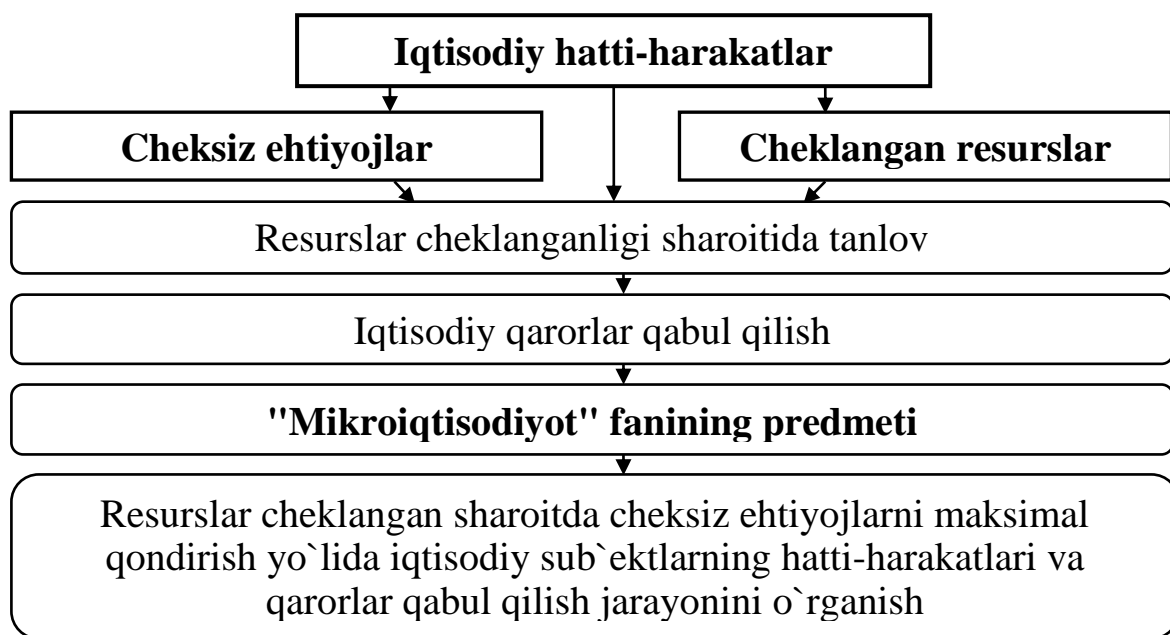 Iqtisodiy hatti-harakatlar
Cheksiz ehtiyojlar
Cheklangan resurslar
Resurslar cheklanganligi sharoitida tanlov
Iqtisodiy qarorlar qabul qilish
"Mikroiqtisodiyot" fanining predmeti
Resurslar cheklangan sharoitda cheksiz ehtiyojlarni maksimal
qondirish yo`lida iqtisodiy sub`ektlarning hatti-harakatlari va
qarorlar qabul qilish jarayonini o`rganish